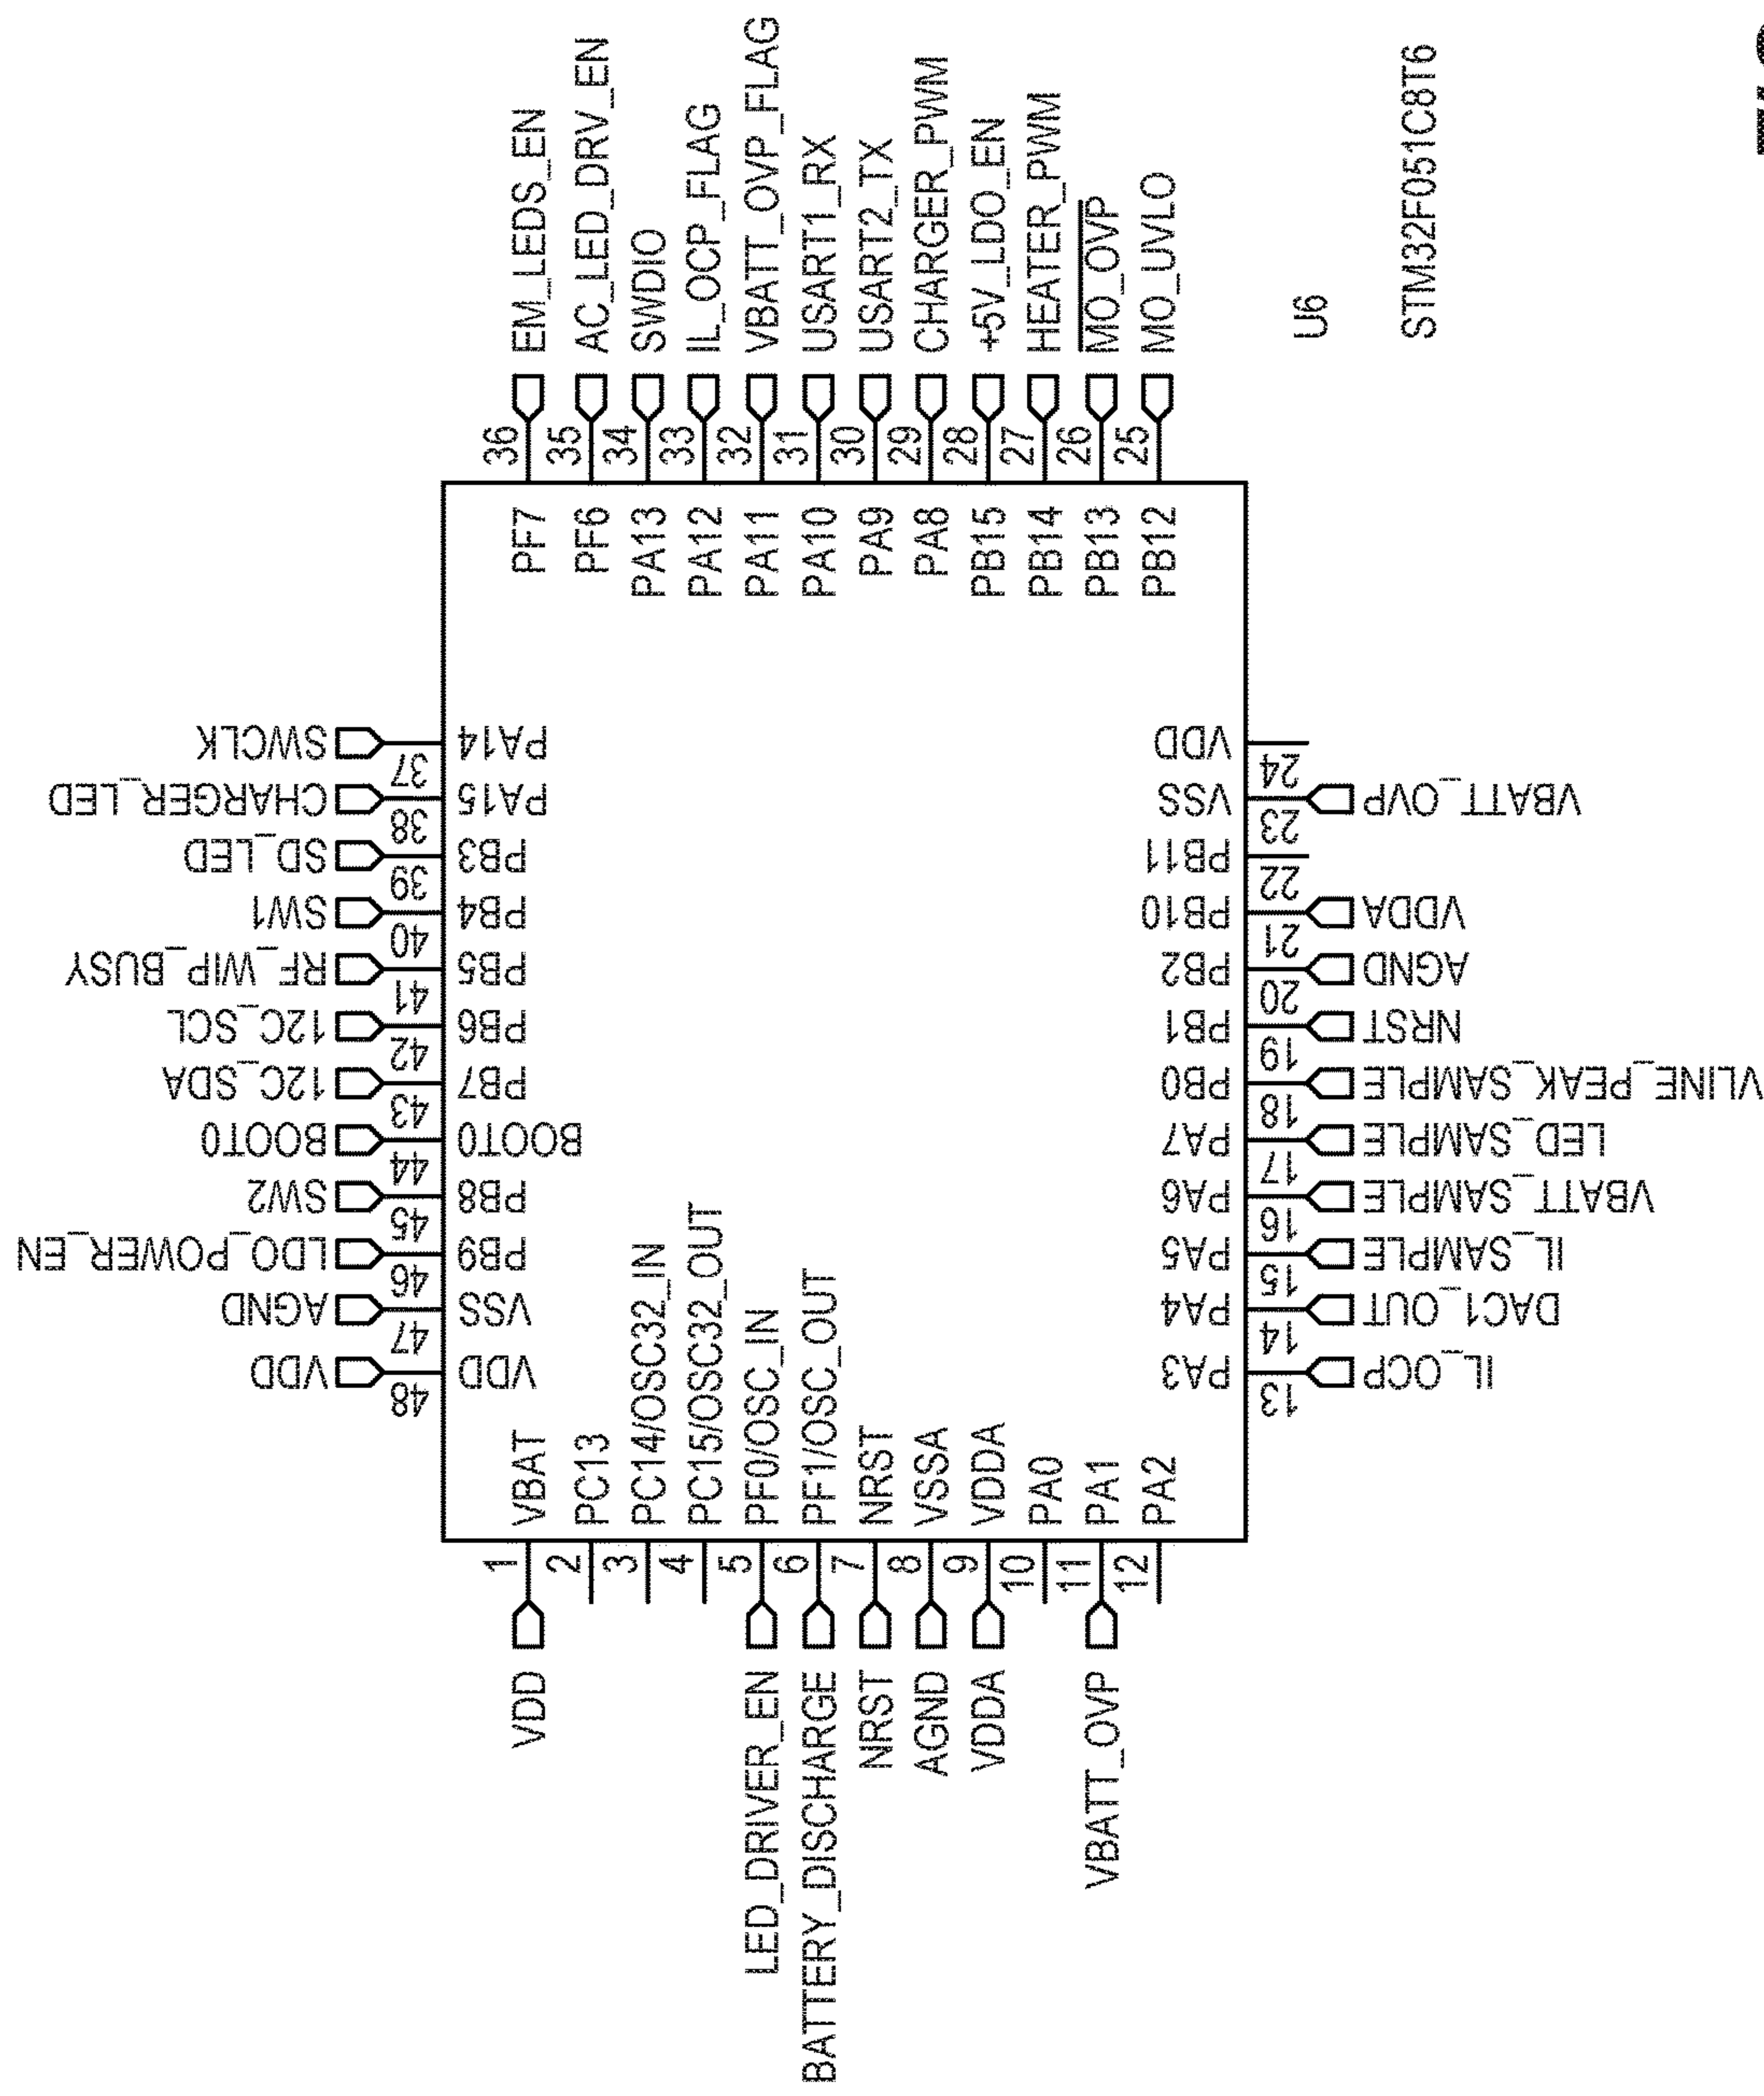 EM_LEDS_EN
AC_LED_DRV_EN
SWDIO
IL_OCP_FLAG
VBATT_OVP_FLAG
USART1_RX
USART2_TX
CHARGER_PWM
+5V_LDO_EN
HEATER_PWM
MO_OVP
MO_UVLO
36
35
34
33
32
31
30
29
28
27
26
25
PF7
PF6
PA13
PA12
PA11
PA10
PA9
PA8
PB15
PB14
PB13
PB12
U6
STM32F051C8T6
SWCLK 37 PA14
CHARGER_LED 38 PA15
SD_LED 39 PB3
SW1 40 PB4
RF_WIP_BUSY 41 PB5
12C_SCL 42 PB6
12C_SDA 43 PB7
BOOT0 44 BOOT0
SW2 45 PB8
LDO_POWER_EN 46 PB9
AGND 47 VSS
VDD 48 VDD
VDD 24
VSS 23 VBATT_OVP
PB11 22
PB10 21 VDDA
PB2 20 AGND
PB1 19 NRST
PB0 18 VLINE_PEAK_SAMPLE
PA7 17 LED_SAMPLE
PA6 16 VBATT_SAMPLE
PA5 15 IL_SAMPLE
PA4 14 DAC1_OUT
PA3 13 IL_OCP
VBAT
PC13
PC14/OSC32_IN
PC15/OSC32_OUT
PF0/OSC_IN
PF1/OSC_OUT
NRST
VSSA
VDDA
PA0
PA1
PA2
1
2
3
4
5
6
7
8
9
10
11
12
VDD
LED_DRIVER_EN
BATTERY_DISCHARGE
NRST
AGND
VDDA
VBATT_OVP